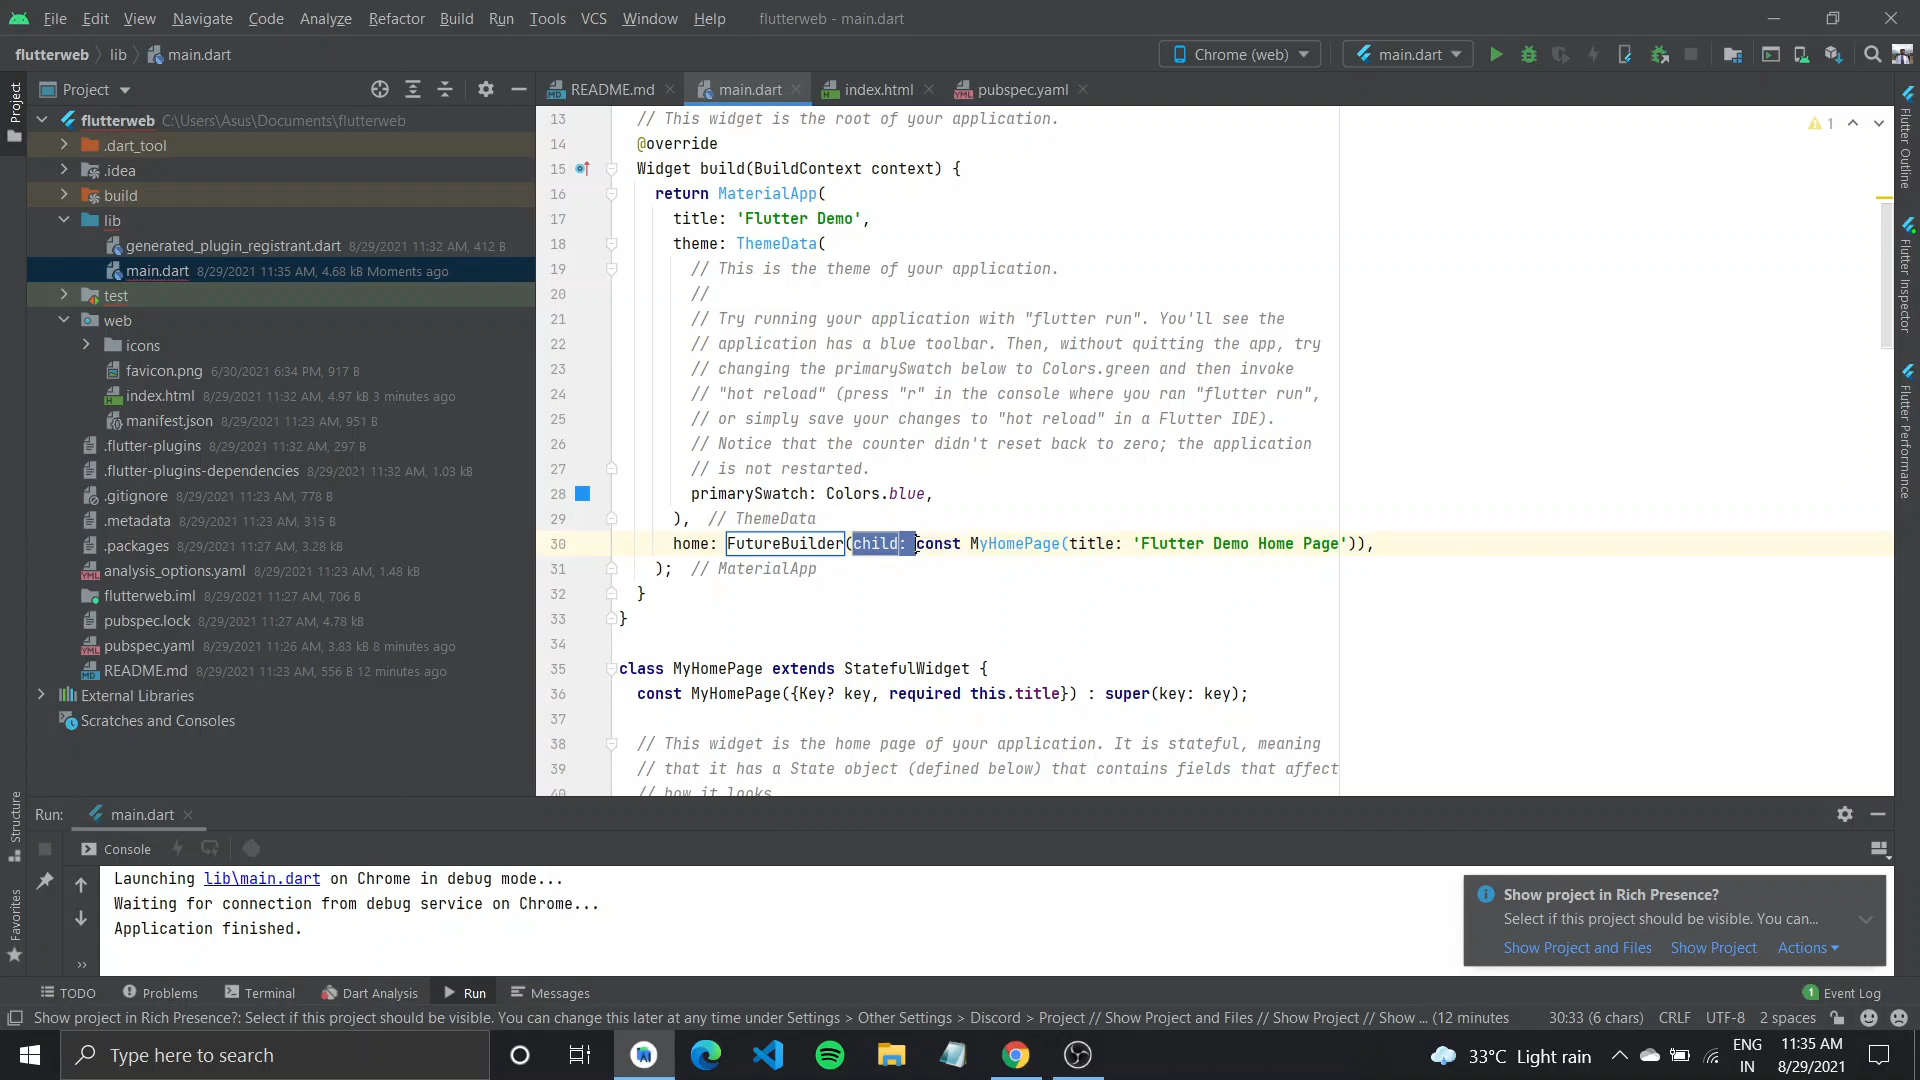 File Edit View Navigate Code Analyze Refactor Build Run Tools VCS Window Help flutterweb - main.dart
flutterweb lib main.dart Chrome (web) main.dart
Project
Project
README.md main.dart index.html pubspec.yaml
flutterweb C:\Users\Asus\Documents\flutterweb
.dart_tool
.idea
build
lib
generated_plugin_registrant.dart 8/29/2021 11:32 AM, 412 B
main.dart 8/29/2021 11:35 AM, 4.68 kB Moments ago
test
web
icons
favicon.png 6/30/2021 6:34 PM, 917 B
index.html 8/29/2021 11:32 AM, 4.97 kB 3 minutes ago
manifest.json 8/29/2021 11:23 AM, 951 B
.flutter-plugins 8/29/2021 11:32 AM, 297 B
.flutter-plugins-dependencies 8/29/2021 11:32 AM, 1.03 kB
.gitignore 8/29/2021 11:23 AM, 778 B
.metadata 8/29/2021 11:23 AM, 315 B
.packages 8/29/2021 11:27 AM, 3.28 kB
analysis_options.yaml 8/29/2021 11:23 AM, 1.48 kB
flutterweb.iml 8/29/2021 11:27 AM, 706 B
pubspec.lock 8/29/2021 11:27 AM, 4.78 kB
pubspec.yaml 8/29/2021 11:26 AM, 3.83 kB 8 minutes ago
README.md 8/29/2021 11:23 AM, 556 B 12 minutes ago
External Libraries
Scratches and Consoles
13 // This widget is the root of your application.
14 @override
15 Widget build(BuildContext context) {
16 return MaterialApp(
17 title: 'Flutter Demo',
18 theme: ThemeData(
19 // This is the theme of your application.
20 //
21 // Try running your application with "flutter run". You'll see the
22 // application has a blue toolbar. Then, without quitting the app, try
23 // changing the primarySwatch below to Colors.green and then invoke
24 // "hot reload" (press "r" in the console where you ran "flutter run",
25 // or simply save your changes to "hot reload" in a Flutter IDE).
26 // Notice that the counter didn't reset back to zero; the application
27 // is not restarted.
28 primarySwatch: Colors.blue,
29 ), // ThemeData
30 home: FutureBuilder(child: const MyHomePage(title: 'Flutter Demo Home Page')),
31 ); // MaterialApp
32 }
33 }
34
35 class MyHomePage extends StatefulWidget {
36 const MyHomePage({Key? key, required this.title}) : super(key: key);
37
38 // This widget is the home page of your application. It is stateful, meaning
39 // that it has a State object (defined below) that contains fields that affect
40 // how it looks
1
Flutter Outline
Flutter Inspector
Flutter Performance
Structure
Favorites
Run: main.dart
Console
Launching lib\main.dart on Chrome in debug mode...
Waiting for connection from debug service on Chrome...
Application finished.
Show project in Rich Presence?
Select if this project should be visible. You can...
Show Project and Files Show Project Actions
TODO Problems Terminal Dart Analysis Run Messages 1 Event Log
Show project in Rich Presence?: Select if this project should be visible. You can change this later at any time under Settings > Other Settings > Discord > Project // Show Project and Files // Show Project // Show ... (12 minutes 30:33 (6 chars) CRLF UTF-8 2 spaces
Type here to search
33°C Light rain
ENG
IN
11:35 AM
8/29/2021